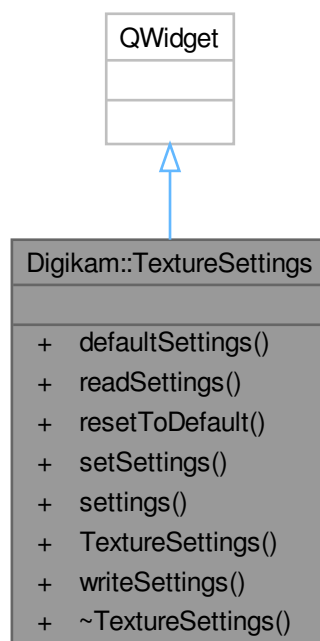 QWidget
Digikam::TextureSettings
+ defaultSettings()
+ readSettings()
+ resetToDefault()
+ setSettings()
+ settings()
+ TextureSettings()
+ writeSettings()
+ ~TextureSettings()